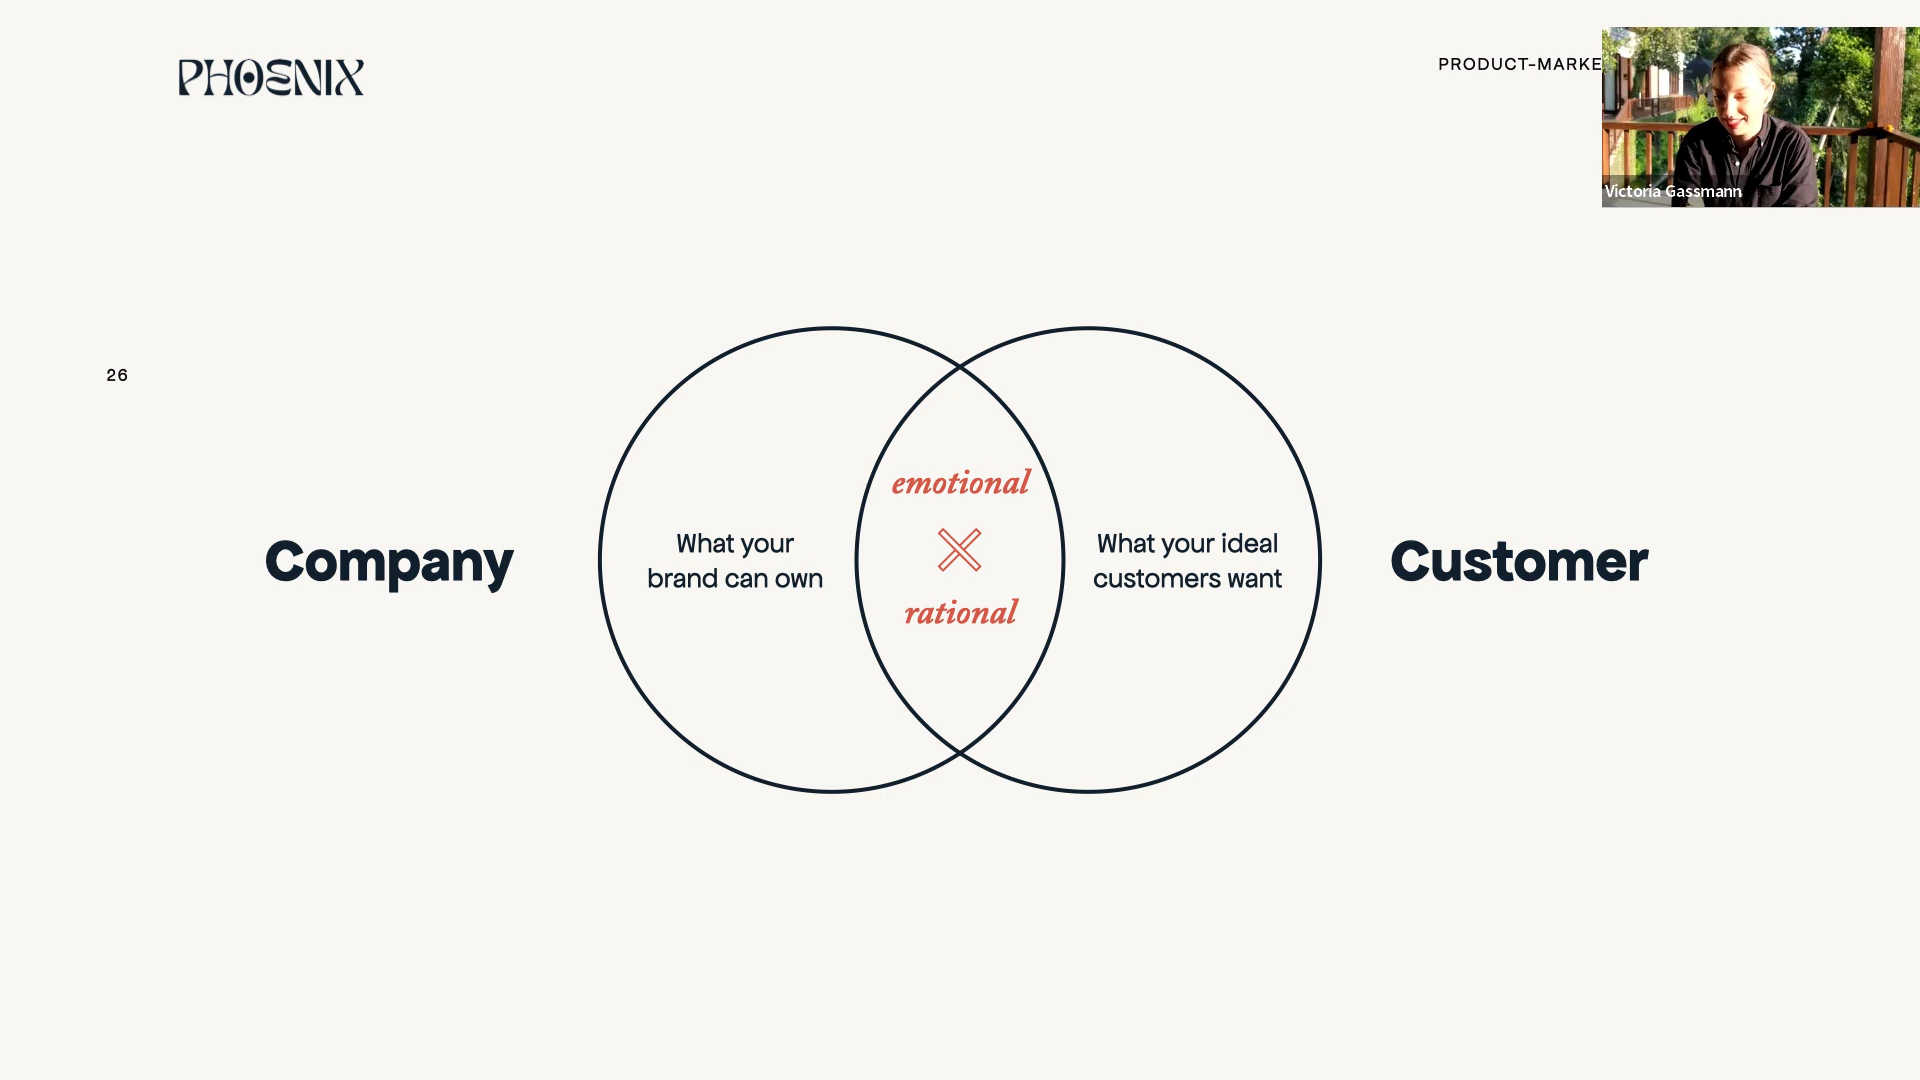 PHOENIX
PRODUCT-MARKE
Victoria Gassmann
26
emotional
What your
brand can own
What your ideal
customers want
Company
Customer
rational